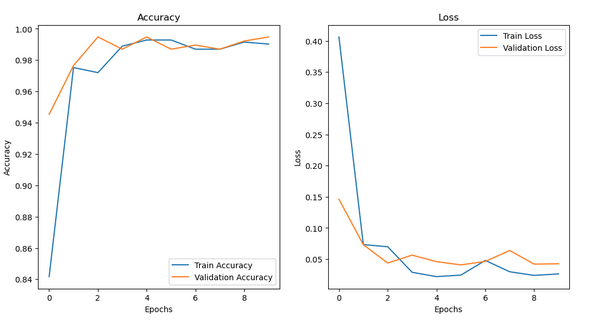 Accuracy
1.00
0.98
0.96
0.94
0.92
0.90
0.88
0.86
0.84
Accuracy
Train Accuracy
Validation Accuracy
0 2 4 6 8
Epochs
Loss
0.40
0.35
0.30
0.25
0.20
0.15
0.10
0.05
Loss
Train Loss
Validation Loss
0 2 4 6 8
Epochs